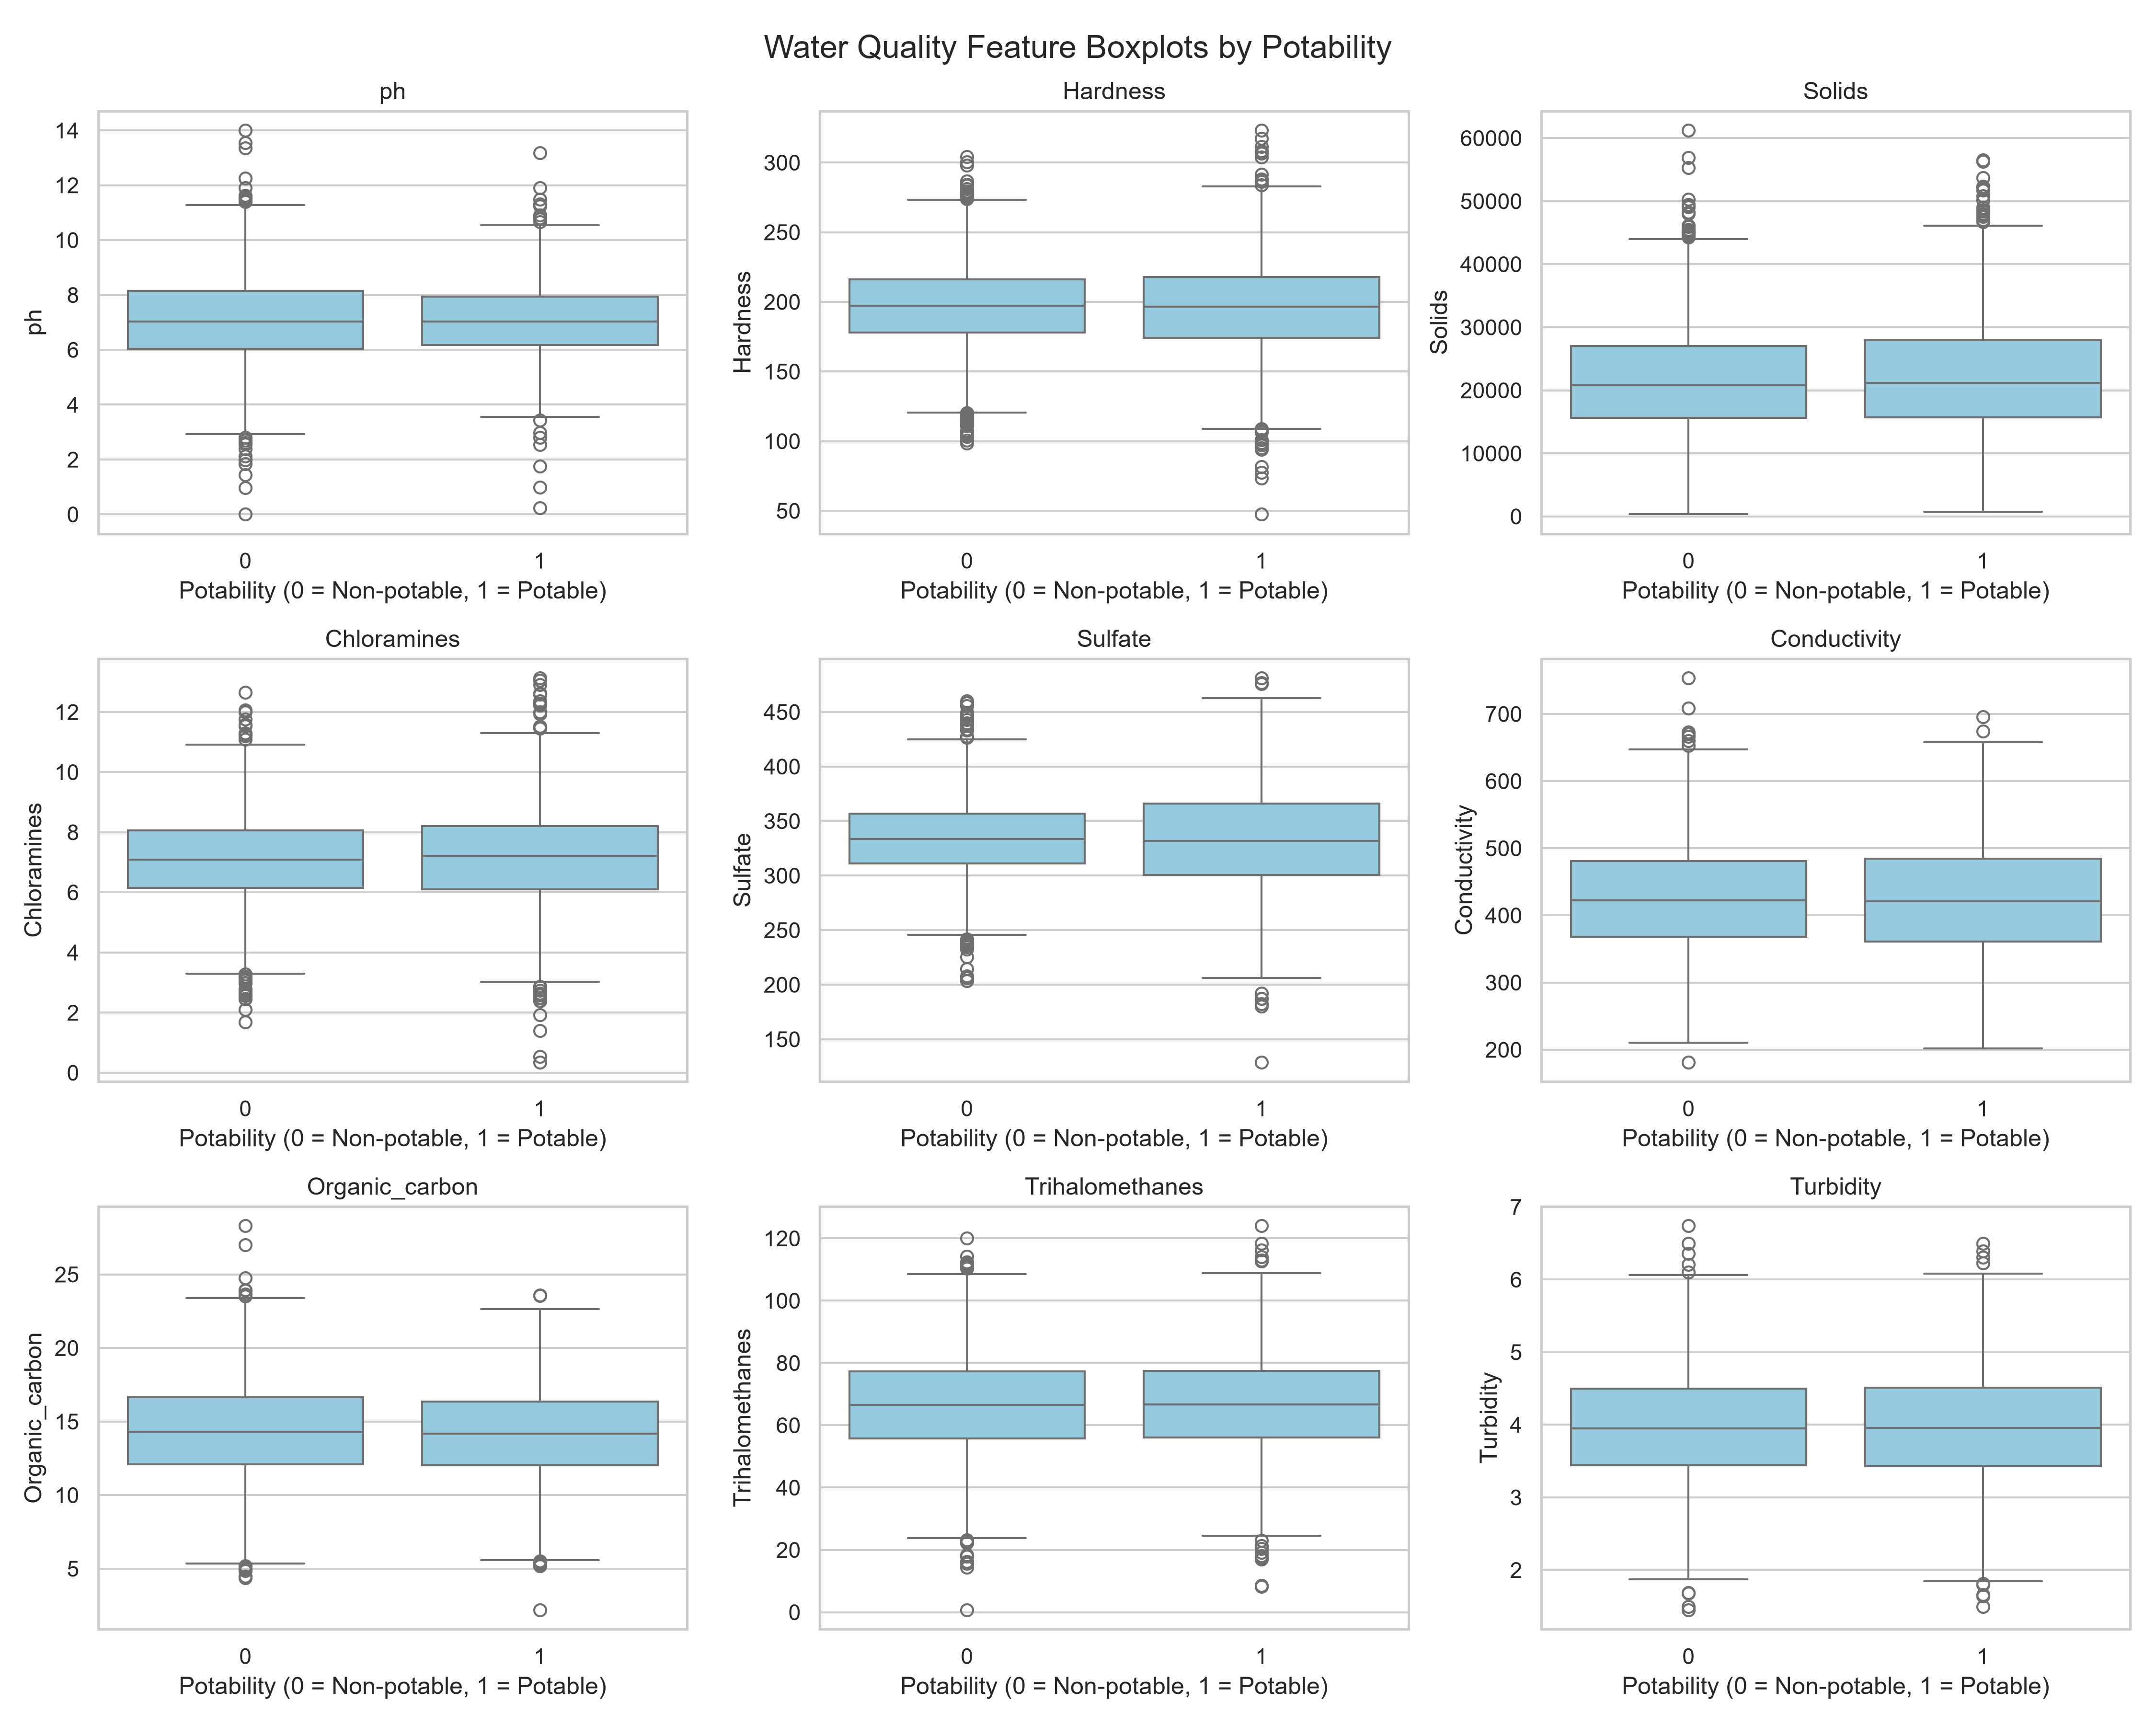 Water Quality Feature Boxplots by Potability
ph
14
12
10
8
6
4
2
0
ph
0 1
Potability (0 = Non-potable, 1 = Potable)
Hardness
300
250
200
150
100
50
Hardness
0 1
Potability (0 = Non-potable, 1 = Potable)
Solids
60000
50000
40000
30000
20000
10000
0
Solids
0 1
Potability (0 = Non-potable, 1 = Potable)
Chloramines
12
10
8
6
4
2
0
Chloramines
0 1
Potability (0 = Non-potable, 1 = Potable)
Sulfate
450
400
350
300
250
200
150
Sulfate
0 1
Potability (0 = Non-potable, 1 = Potable)
Conductivity
700
600
500
400
300
200
Conductivity
0 1
Potability (0 = Non-potable, 1 = Potable)
Organic_carbon
25
20
15
10
5
Organic_carbon
0 1
Potability (0 = Non-potable, 1 = Potable)
Trihalomethanes
120
100
80
60
40
20
0
Trihalomethanes
0 1
Potability (0 = Non-potable, 1 = Potable)
Turbidity
7
6
5
4
3
2
Turbidity
0 1
Potability (0 = Non-potable, 1 = Potable)